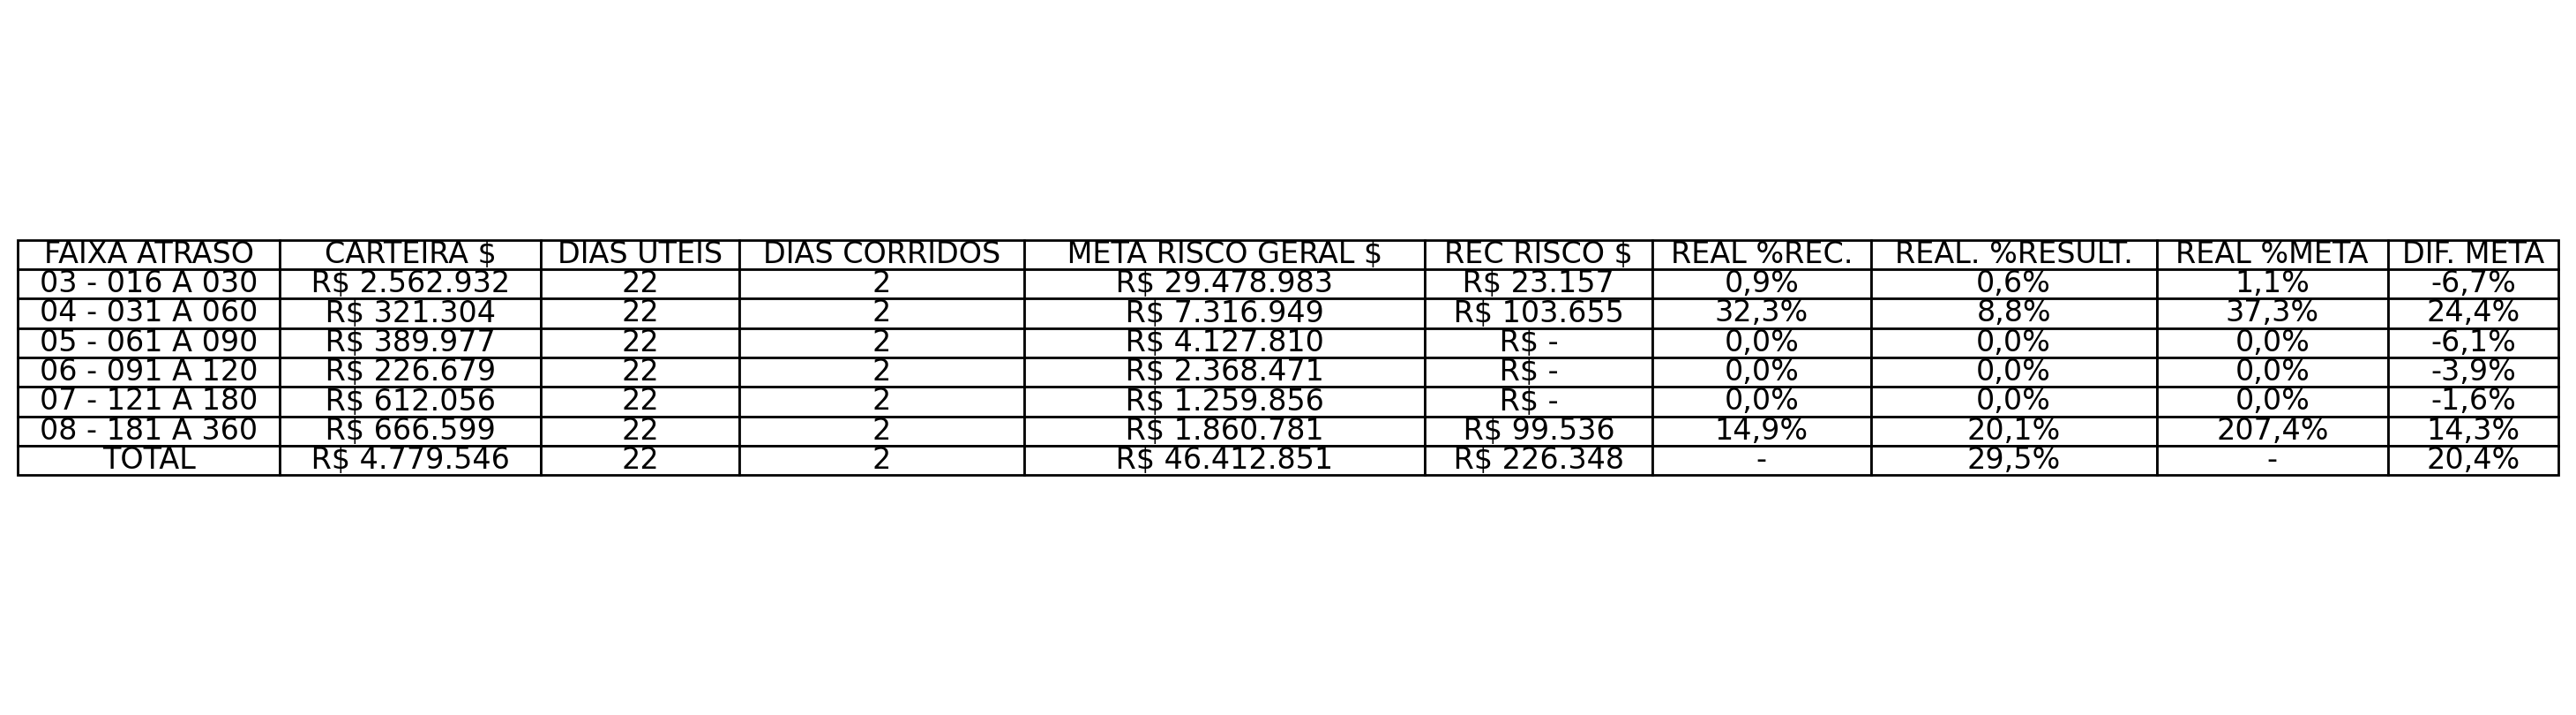 FAIXA ATRASO CARTEIRA $ DIAS UTEIS DIAS CORRIDOS META RISCO GERAL $ REC RISCO $ REAL %REC. REAL. %RESULT. REAL %META DIF. META
03 - 016 A 030 R$ 2.562.932 22 2 R$ 29.478.983 R$ 23.157 0,9% 0,6% 1,1% -6,7%
04 - 031 A 060 R$ 321.304 22 2 R$ 7.316.949 R$ 103.655 32,3% 8,8% 37,3% 24,4%
05 - 061 A 090 R$ 389.977 22 2 R$ 4.127.810 R$ - 0,0% 0,0% 0,0% -6,1%
06 - 091 A 120 R$ 226.679 22 2 R$ 2.368.471 R$ - 0,0% 0,0% 0,0% -3,9%
07 - 121 A 180 R$ 612.056 22 2 R$ 1.259.856 R$ - 0,0% 0,0% 0,0% -1,6%
08 - 181 A 360 R$ 666.599 22 2 R$ 1.860.781 R$ 99.536 14,9% 20,1% 207,4% 14,3%
TOTAL R$ 4.779.546 22 2 R$ 46.412.851 R$ 226.348 - 29,5% - 20,4%